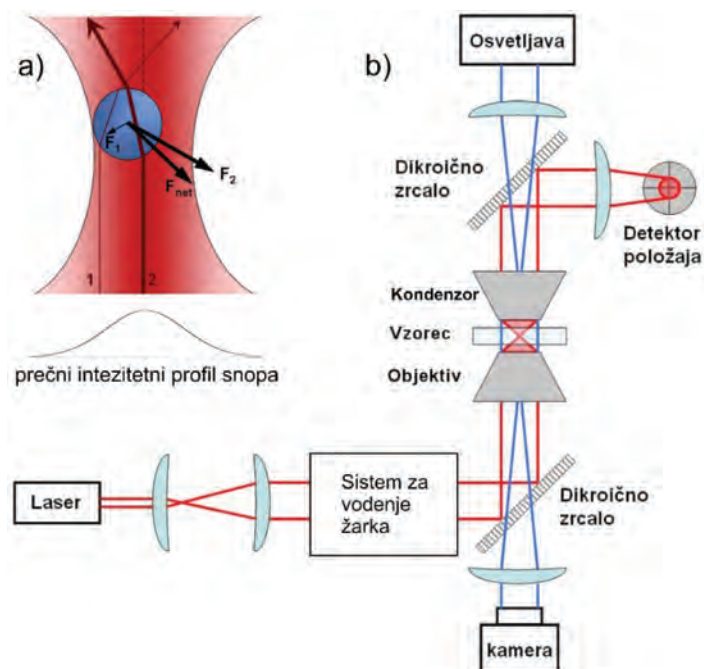 a)
F1
F2
Fnet
1
2
prečni intezitetni profil snopa
b)
Osvetljava
Dikroično
zrcalo
Detektor
položaja
Kondenzor
Vzorec
Objektiv
Laser
Sistem za
vodenje
žarka
Dikroično
zrcalo
kamera